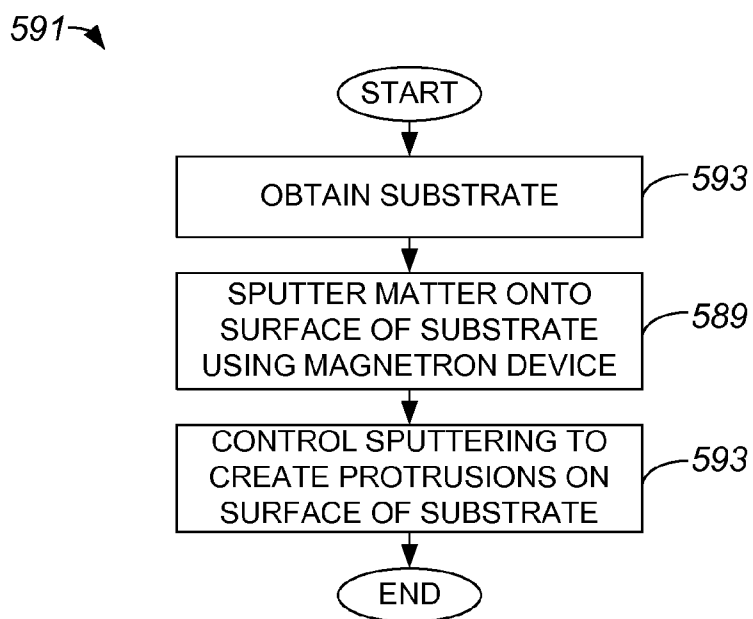 591
START
OBTAIN SUBSTRATE
593
SPUTTER MATTER ONTO
SURFACE OF SUBSTRATE
USING MAGNETRON DEVICE
589
CONTROL SPUTTERING TO
CREATE PROTRUSIONS ON
SURFACE OF SUBSTRATE
593
END